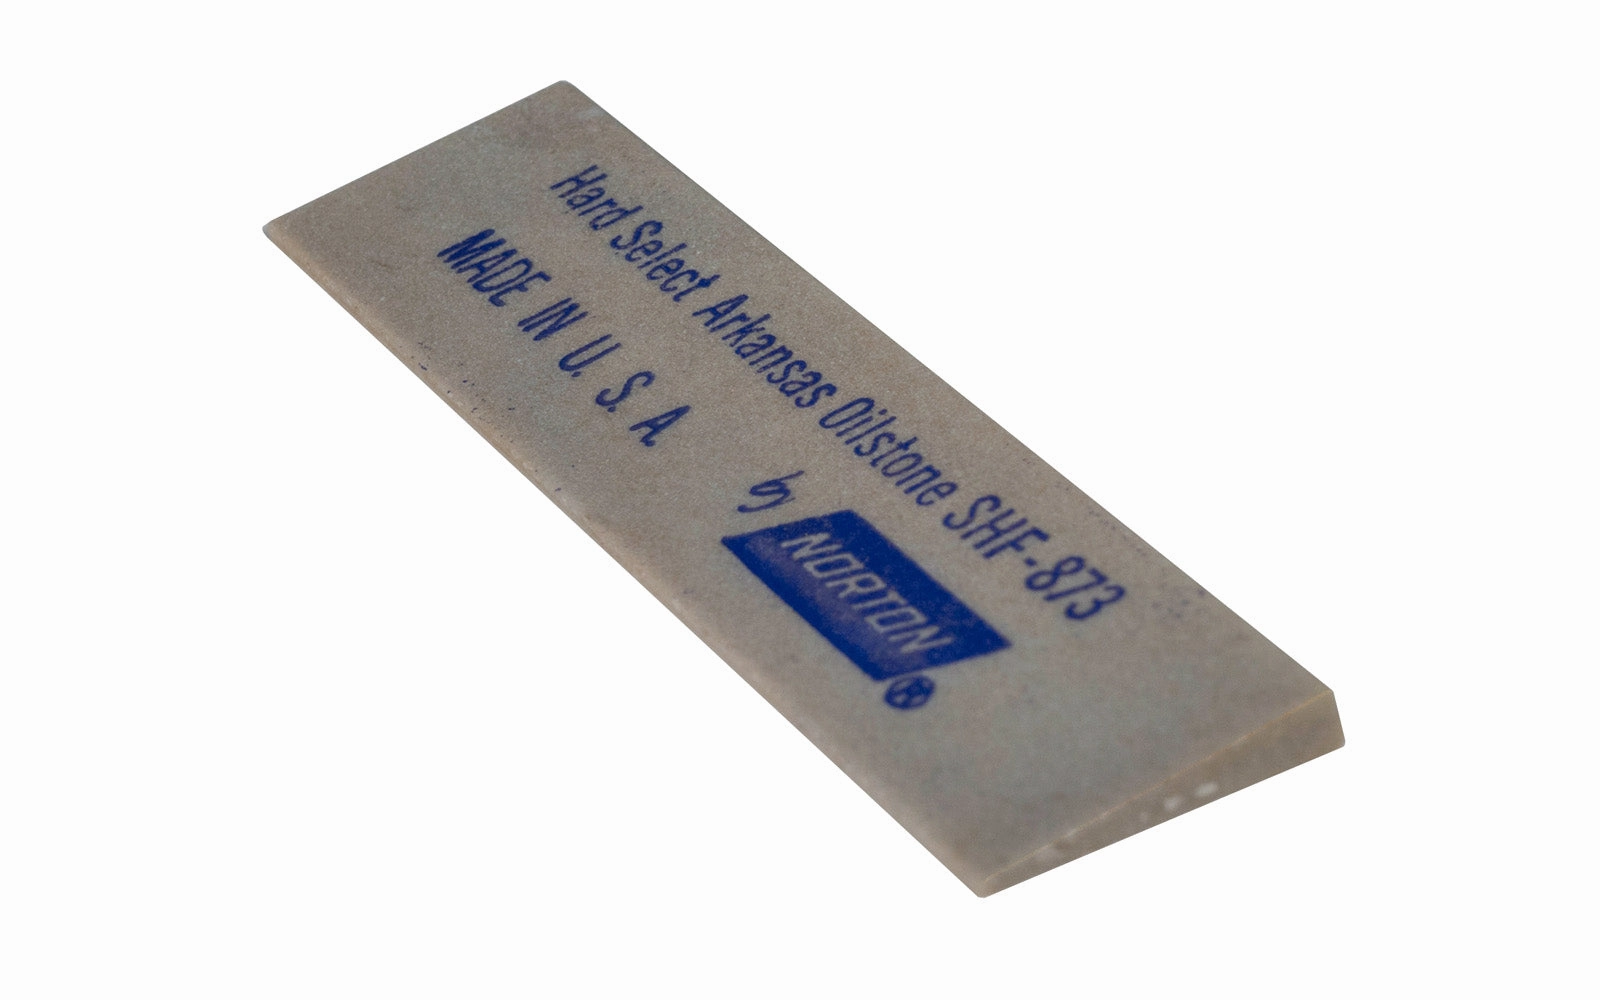 Hard Select Arkansas Oilstone SHF-873
MADE IN U. S. A.
by
NORTON®